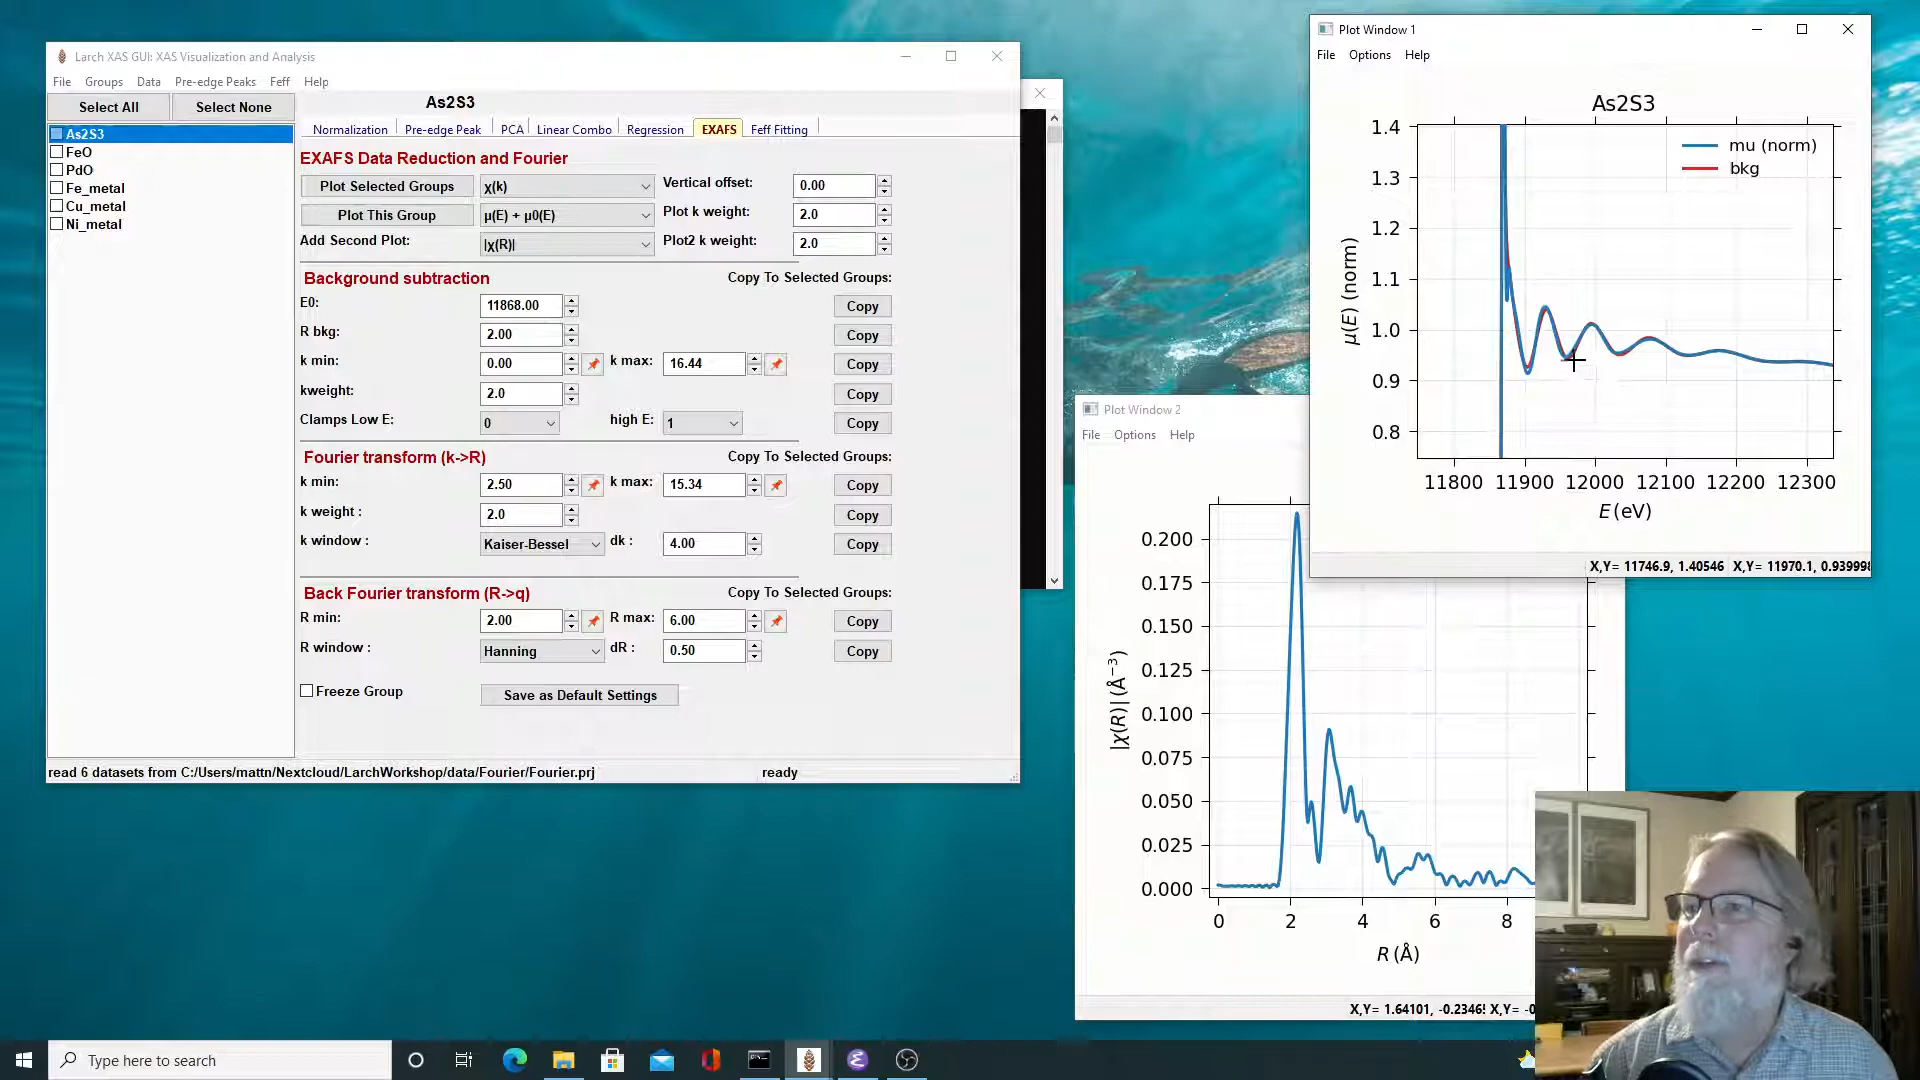 Larch XAS GUI: XAS Visualization and Analysis
File Groups Data Pre-edge Peaks Feff Help
Select All Select None
As2S3
FeO
PdO
Fe_metal
Cu_metal
Ni_metal
As2S3
Normalization Pre-edge Peak PCA Linear Combo Regression EXAFS Feff Fitting
EXAFS Data Reduction and Fourier
Plot Selected Groups χ(k) Vertical offset: 0.00
Plot This Group μ(E) + μ0(E) Plot k weight: 2.0
Add Second Plot: |χ(R)| Plot2 k weight: 2.0
Background subtraction Copy To Selected Groups:
E0: 11868.00 Copy
R bkg: 2.00 Copy
k min: 0.00 k max: 16.44 Copy
kweight: 2.0 Copy
Clamps Low E: 0 high E: 1 Copy
Fourier transform (k->R) Copy To Selected Groups:
k min: 2.50 k max: 15.34 Copy
k weight : 2.0 Copy
k window : Kaiser-Bessel dk : 4.00 Copy
Back Fourier transform (R->q) Copy To Selected Groups:
R min: 2.00 R max: 6.00 Copy
R window : Hanning dR : 0.50 Copy
Freeze Group Save as Default Settings
read 6 datasets from C:/Users/mattn/Nextcloud/LarchWorkshop/data/Fourier/Fourier.prj ready
Plot Window 1
File Options Help
As2S3
mu (norm)
bkg
μ(E) (norm)
1.4
1.3
1.2
1.1
1.0
0.9
0.8
11800 11900 12000 12100 12200 12300
E (eV)
X,Y= 11746.9, 1.40546 X,Y= 11970.1, 0.939998
Plot Window 2
File Options Help
|χ(R)| (Å⁻³)
0.200
0.175
0.150
0.125
0.100
0.075
0.050
0.025
0.000
0 2 4 6 8
R (Å)
X,Y= 1.64101, -0.2346 X,Y= -0
Type here to search